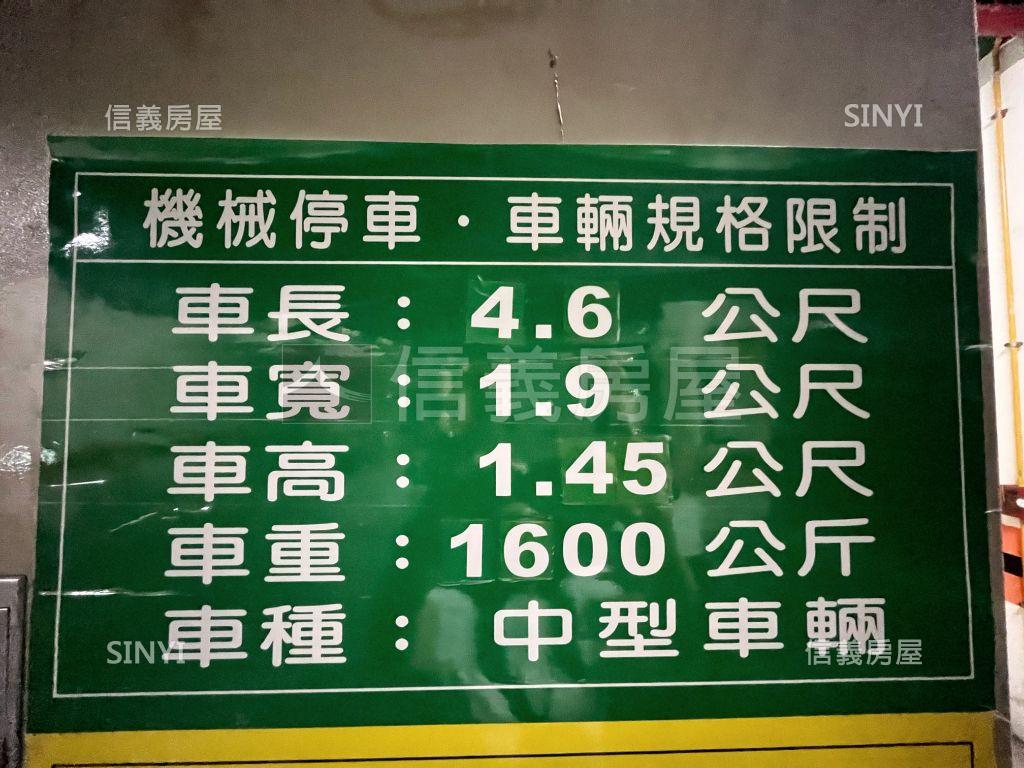 信義房屋 SINYI
機械停車・車輛規格限制
車長：4.6 公尺
車寬：1.9 公尺
信義房屋
車高：1.45 公尺
車重：1600 公斤
車種：中型車輛
SINYI 信義房屋